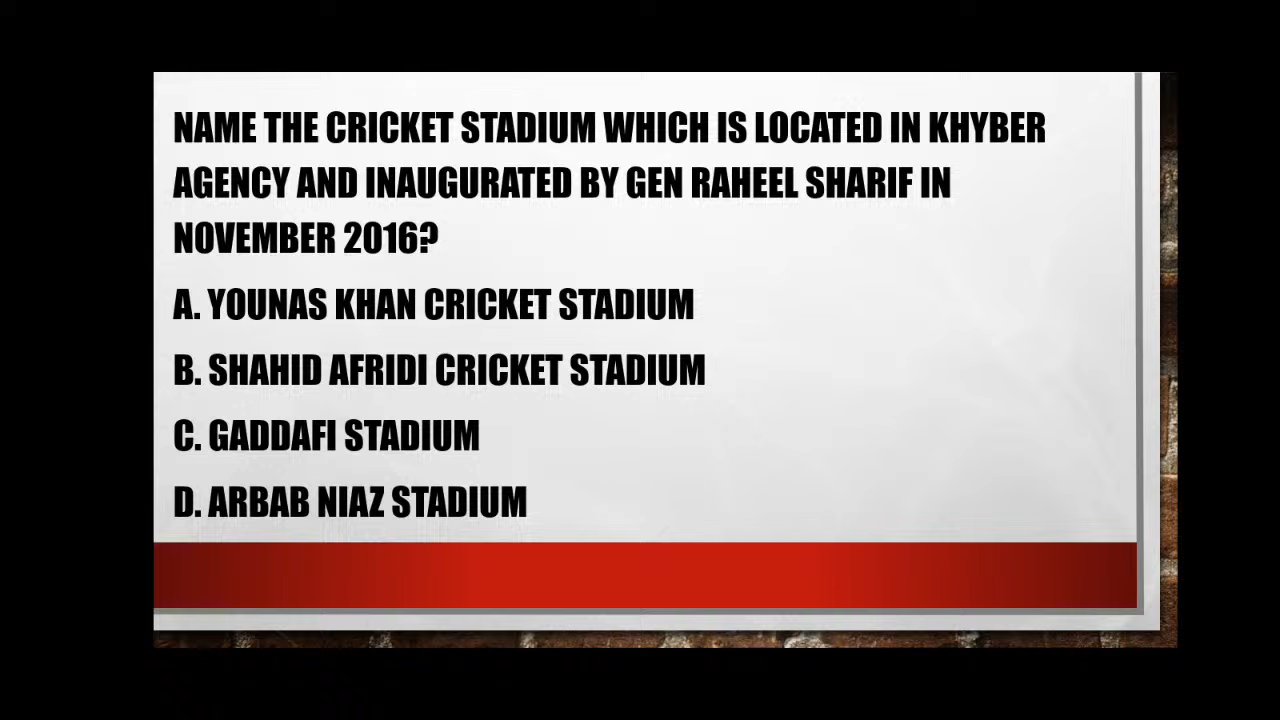 NAME THE CRICKET STADIUM WHICH IS LOCATED IN KHYBER
AGENCY AND INAUGURATED BY GEN RAHEEL SHARIF IN
NOVEMBER 2016?
A. YOUNAS KHAN CRICKET STADIUM
B. SHAHID AFRIDI CRICKET STADIUM
C. GADDAFI STADIUM
D. ARBAB NIAZ STADIUM